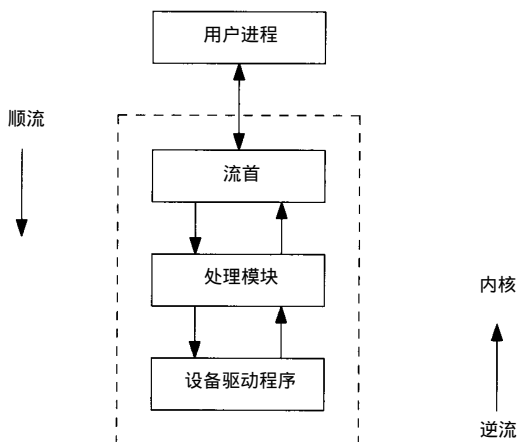 用户进程
顺流
流首
处理模块
内核
设备驱动程序
逆流